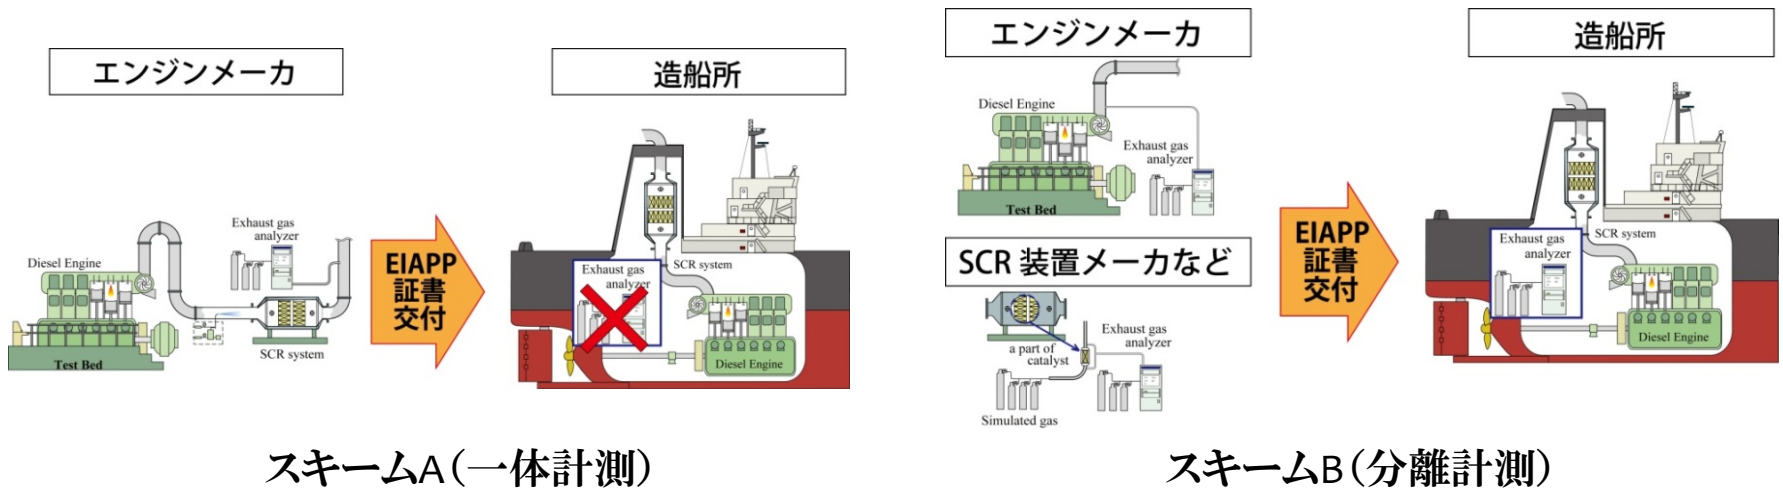 エンジンメーカ
造船所
Exhaust gas
analyzer
Diesel Engine
SCR system
Test Bed
EIAPP
証書
交付
SCR system
Exhaust gas
analyzer
Diesel Engine
スキームA（一体計測）
エンジンメーカ
造船所
Diesel Engine
Exhaust gas
analyzer
Test Bed
SCR 装置メーカなど
a part of
catalyst
Exhaust gas
analyzer
Simulated gas
EIAPP
証書
交付
SCR system
Exhaust gas
analyzer
Diesel Engine
スキームB（分離計測）